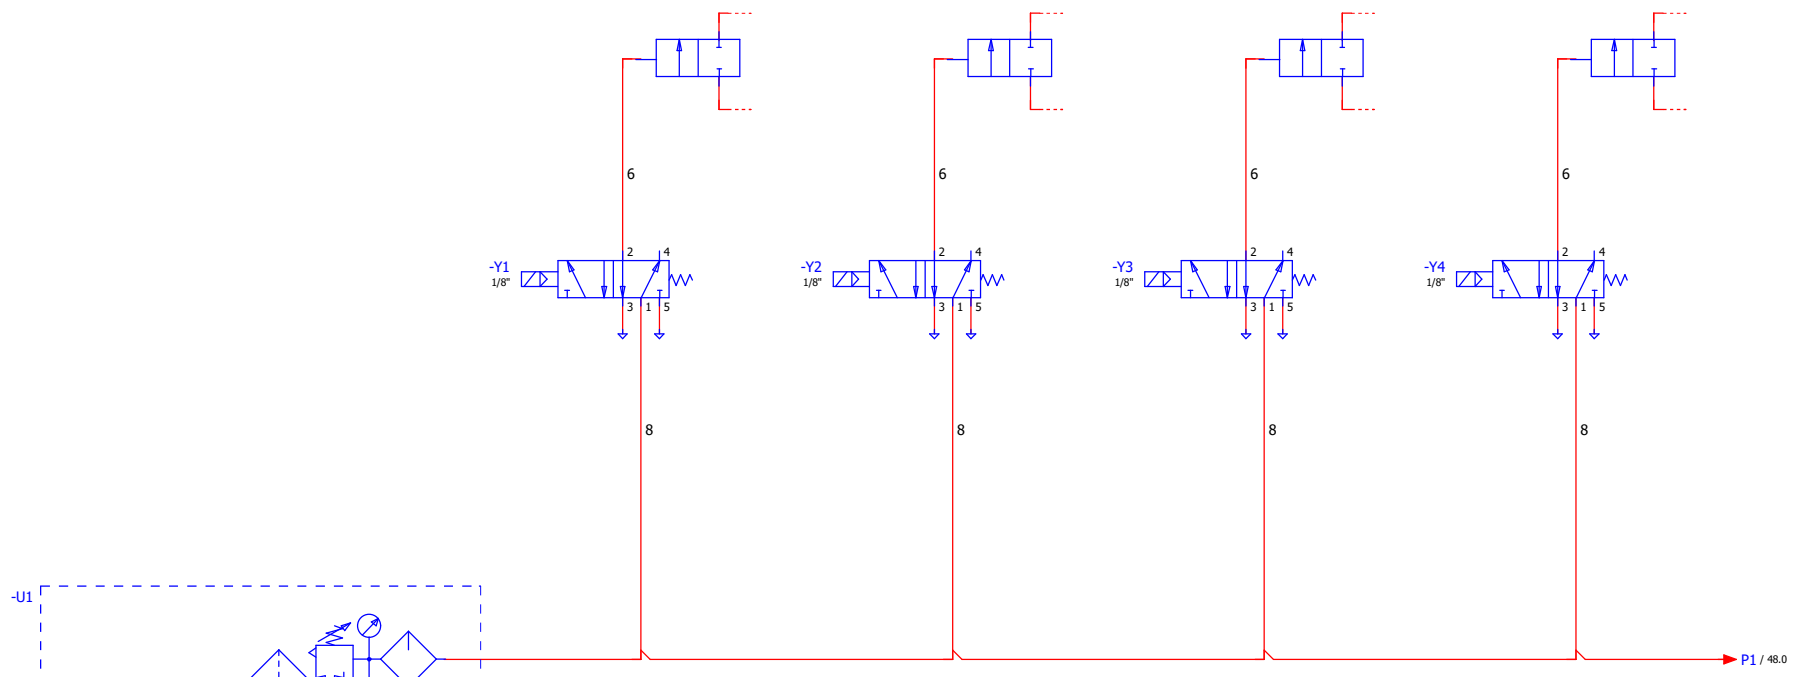 6 6 6 6
2 4 2 4 2 4 2 4
-Y1 -Y2 -Y3 -Y4
1/8" 1/8" 1/8" 1/8"
3 1 5 3 1 5 3 1 5 3 1 5
8 8 8 8
-U1
P1 / 48.0